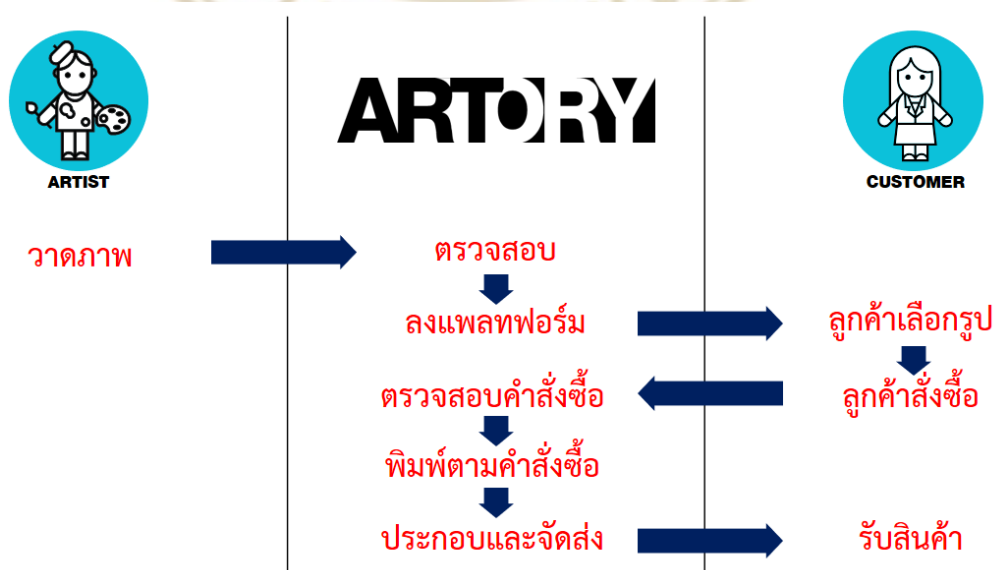 ARTORY
ARTIST
CUSTOMER
วาดภาพ
ตรวจสอบ
ลงแพลทฟอร์ม
ลูกค้าเลือกรูป
ตรวจสอบคำสั่งซื้อ
ลูกค้าสั่งซื้อ
พิมพ์ตามคำสั่งซื้อ
ประกอบและจัดส่ง
รับสินค้า